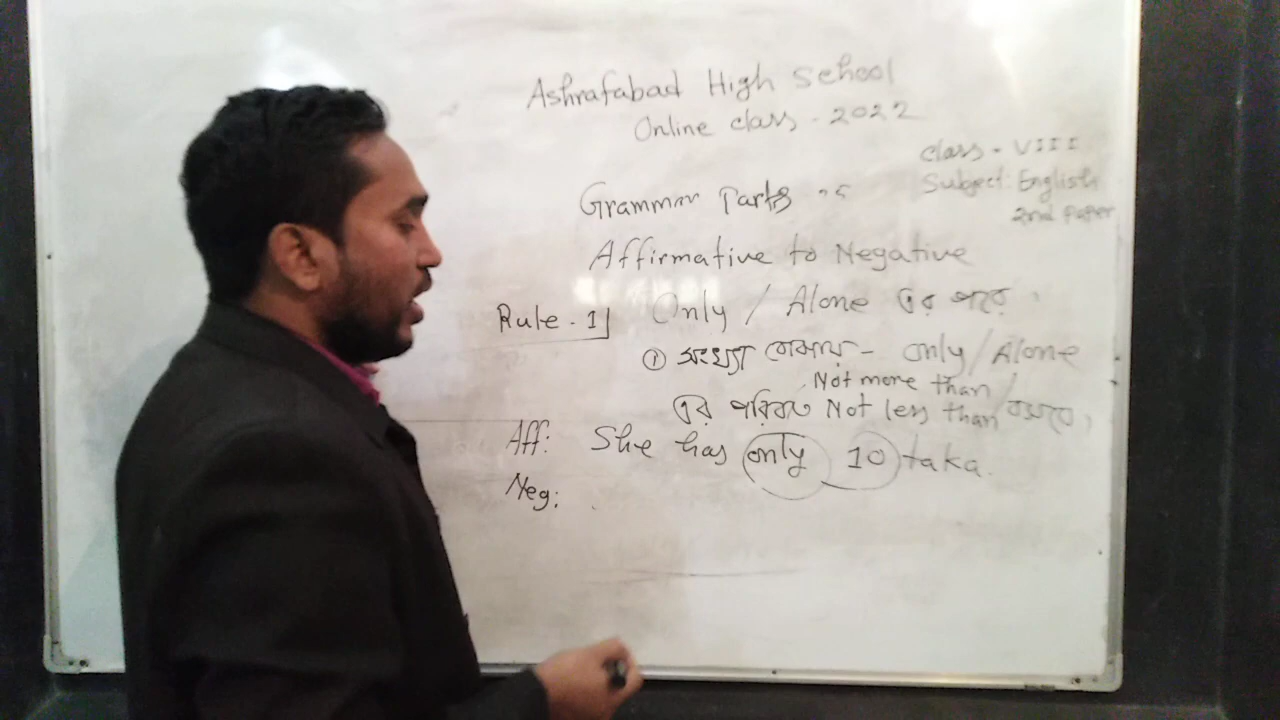 Ashrafabad High School
Online class - 2022
Class - VIII
Subject: English
2nd paper
Grammar Parts :-
Affirmative to Negative
Rule - 1 Only / Alone এর পরে
① সংখ্যা বোঝায় - only / Alone
Not more than /
এর পরিবর্তে Not less than বসবে,
Aff: She has only 10 taka.
Neg: